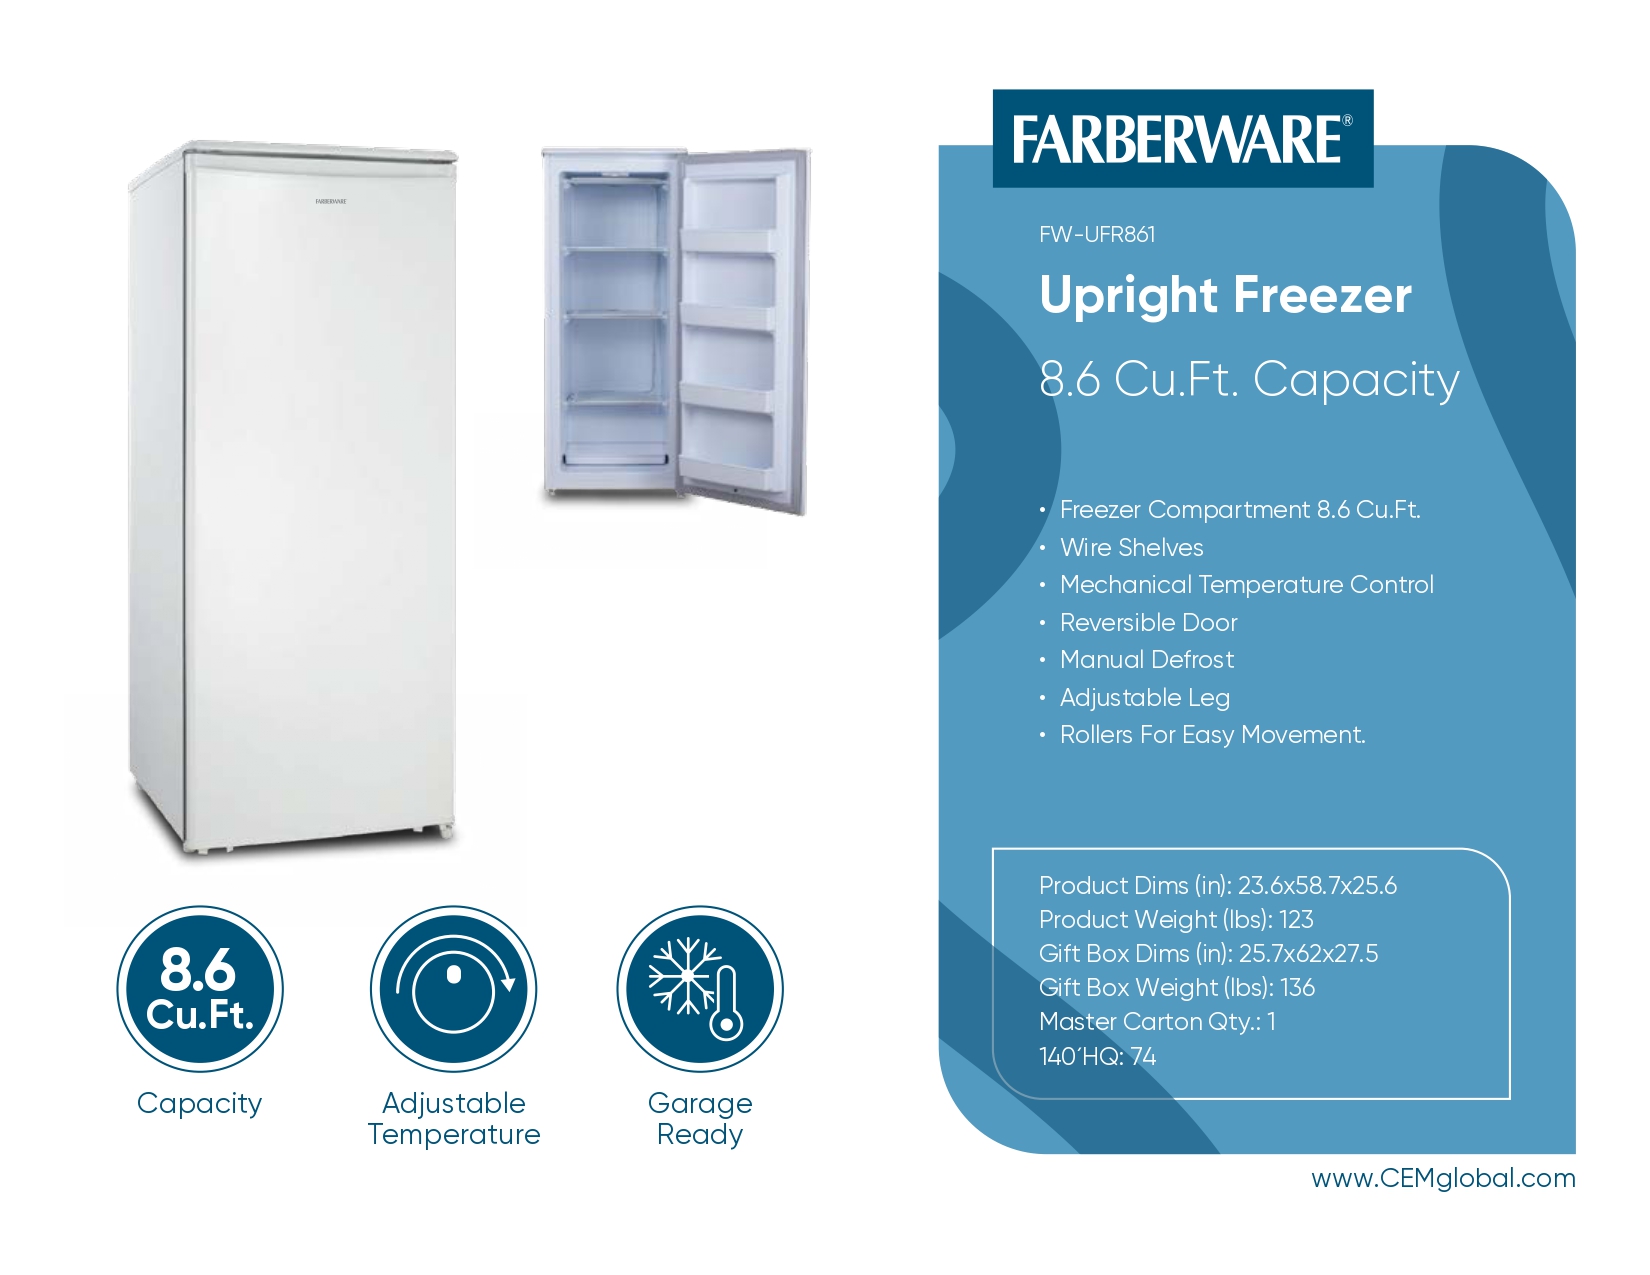 FARBERWARE
FARBERWARE®
FW-UFR861
Upright Freezer
8.6 Cu.Ft. Capacity
• Freezer Compartment 8.6 Cu.Ft.
• Wire Shelves
• Mechanical Temperature Control
• Reversible Door
• Manual Defrost
• Adjustable Leg
• Rollers For Easy Movement.
Product Dims (in): 23.6x58.7x25.6
Product Weight (lbs): 123
Gift Box Dims (in): 25.7x62x27.5
Gift Box Weight (lbs): 136
Master Carton Qty.: 1
140´HQ: 74
8.6
Cu.Ft.
Capacity
Adjustable
Temperature
Garage
Ready
www.CEMglobal.com